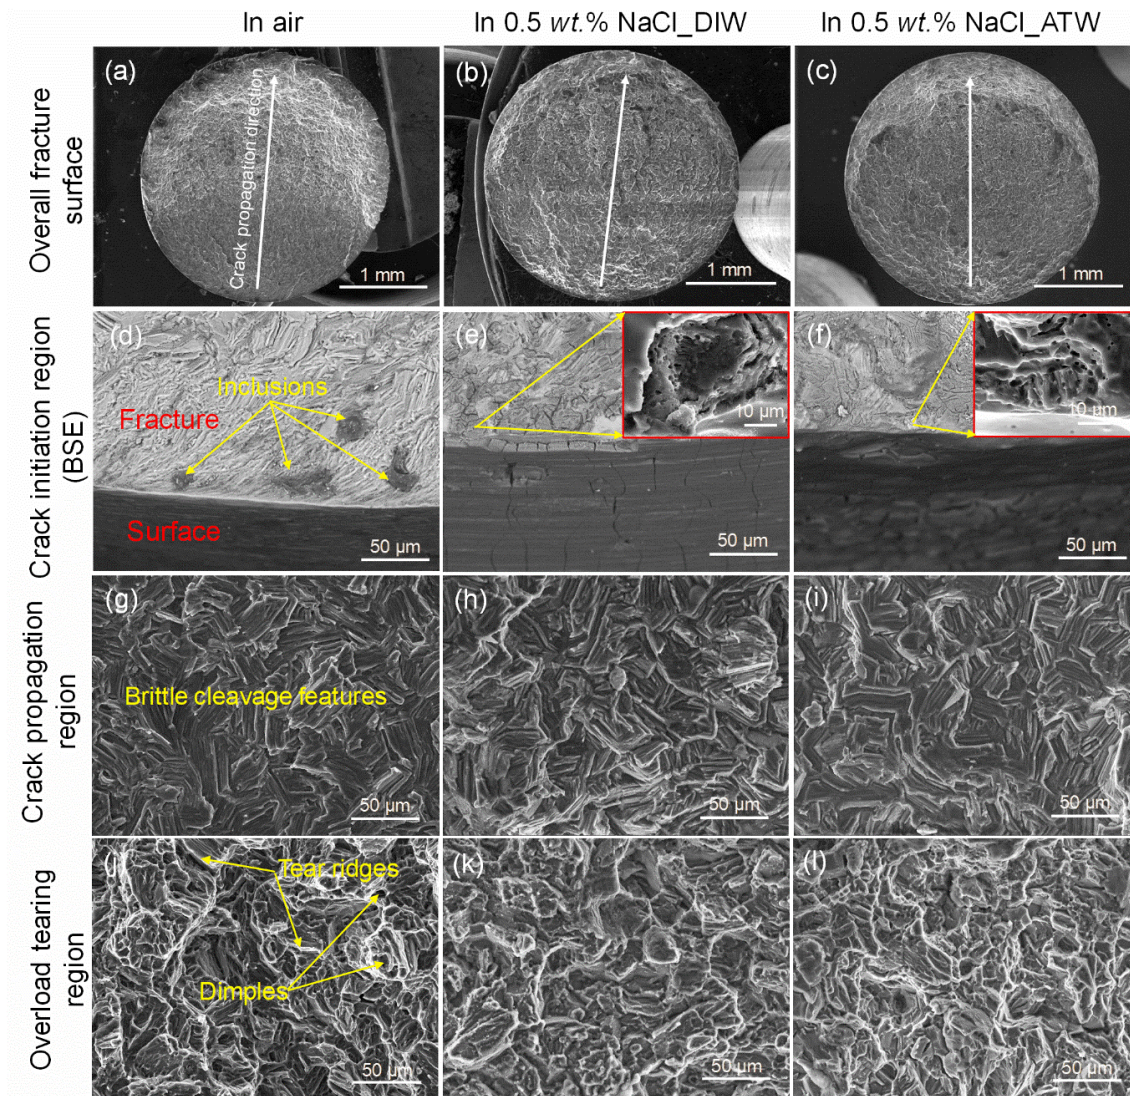 In air
In 0.5 wt.% NaCl_DIW
In 0.5 wt.% NaCl_ATW
Overall fracture
surface
(a)
Crack propagation direction
1 mm
(b)
1 mm
(c)
1 mm
Crack initiation region
(BSE)
(d)
Inclusions
Fracture
Surface
50 µm
(e)
10 µm
50 µm
(f)
10 µm
50 µm
Crack propagation
region
(g)
Brittle cleavage features
50 µm
(h)
50 µm
(i)
50 µm
Overload tearing
region
(j)
Tear ridges
Dimples
50 µm
(k)
50 µm
(l)
50 µm